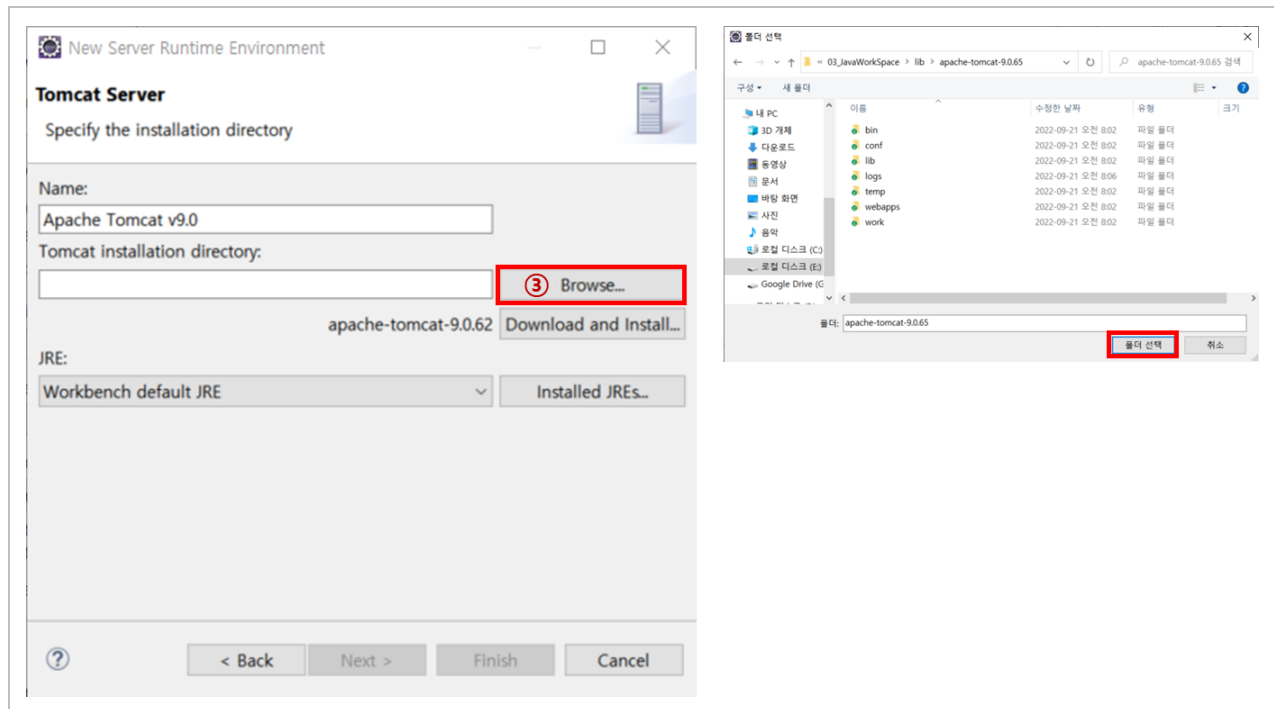 New Server Runtime Environment
Tomcat Server
Specify the installation directory
Name:
Apache Tomcat v9.0
Tomcat installation directory:
③ Browse...
apache-tomcat-9.0.62 Download and Install...
JRE:
Workbench default JRE
Installed JREs...
< Back
Next >
Finish
Cancel
폴더 선택
« 03_JavaWorkSpace > lib > apache-tomcat-9.0.65
apache-tomcat-9.0.65 검색
구성
새 폴더
내 PC
3D 개체
다운로드
동영상
문서
바탕 화면
사진
음악
로컬 디스크 (C:)
로컬 디스크 (E:)
Google Drive (G
이름 수정한 날짜 유형 크기
bin 2022-09-21 오전 8:02 파일 폴더
conf 2022-09-21 오전 8:02 파일 폴더
lib 2022-09-21 오전 8:02 파일 폴더
logs 2022-09-21 오전 8:06 파일 폴더
temp 2022-09-21 오전 8:02 파일 폴더
webapps 2022-09-21 오전 8:02 파일 폴더
work 2022-09-21 오전 8:02 파일 폴더
폴더: apache-tomcat-9.0.65
폴더 선택
취소